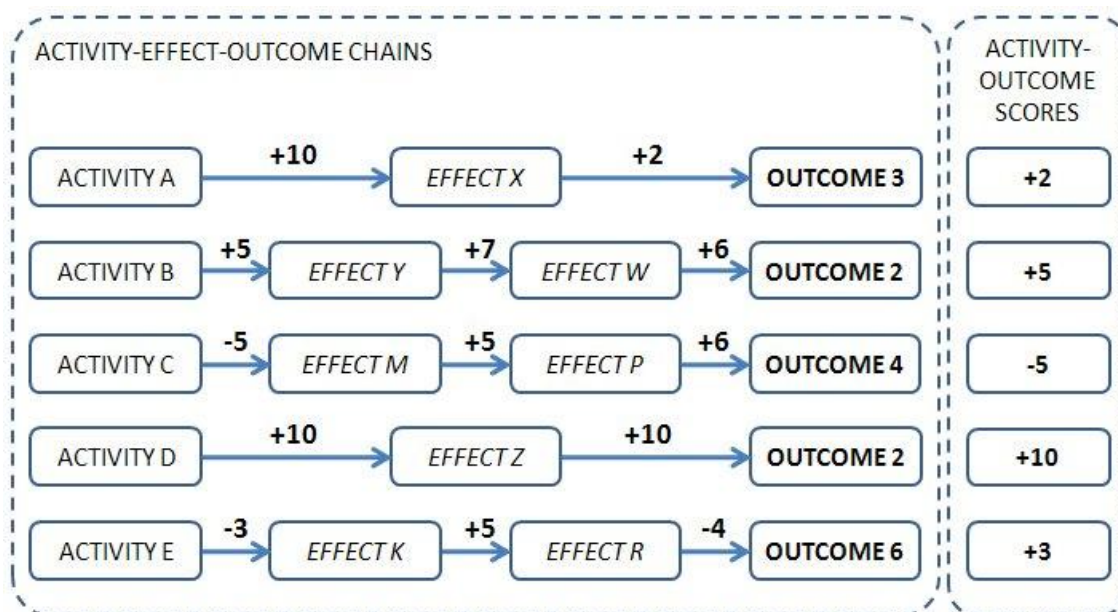 ACTIVITY-EFFECT-OUTCOME CHAINS
ACTIVITY-
OUTCOME
SCORES
+10
+2
ACTIVITY A
EFFECT X
OUTCOME 3
+2
+5
+7
+6
ACTIVITY B
EFFECT Y
EFFECT W
OUTCOME 2
+5
-5
+5
+6
ACTIVITY C
EFFECT M
EFFECT P
OUTCOME 4
-5
+10
+10
ACTIVITY D
EFFECT Z
OUTCOME 2
+10
-3
+5
-4
ACTIVITY E
EFFECT K
EFFECT R
OUTCOME 6
+3